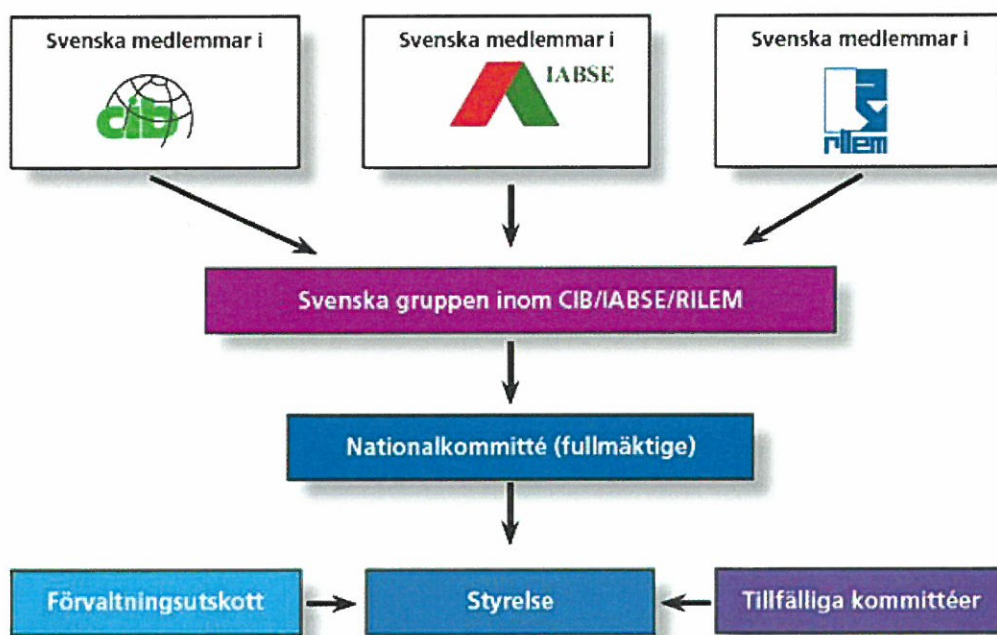 Svenska medlemmar i
cib
Svenska medlemmar i
IABSE
Svenska medlemmar i
rilem
Svenska gruppen inom CIB/IABSE/RILEM
Nationalkommitté (fullmäktige)
Förvaltningsutskott
Styrelse
Tillfälliga kommittéer